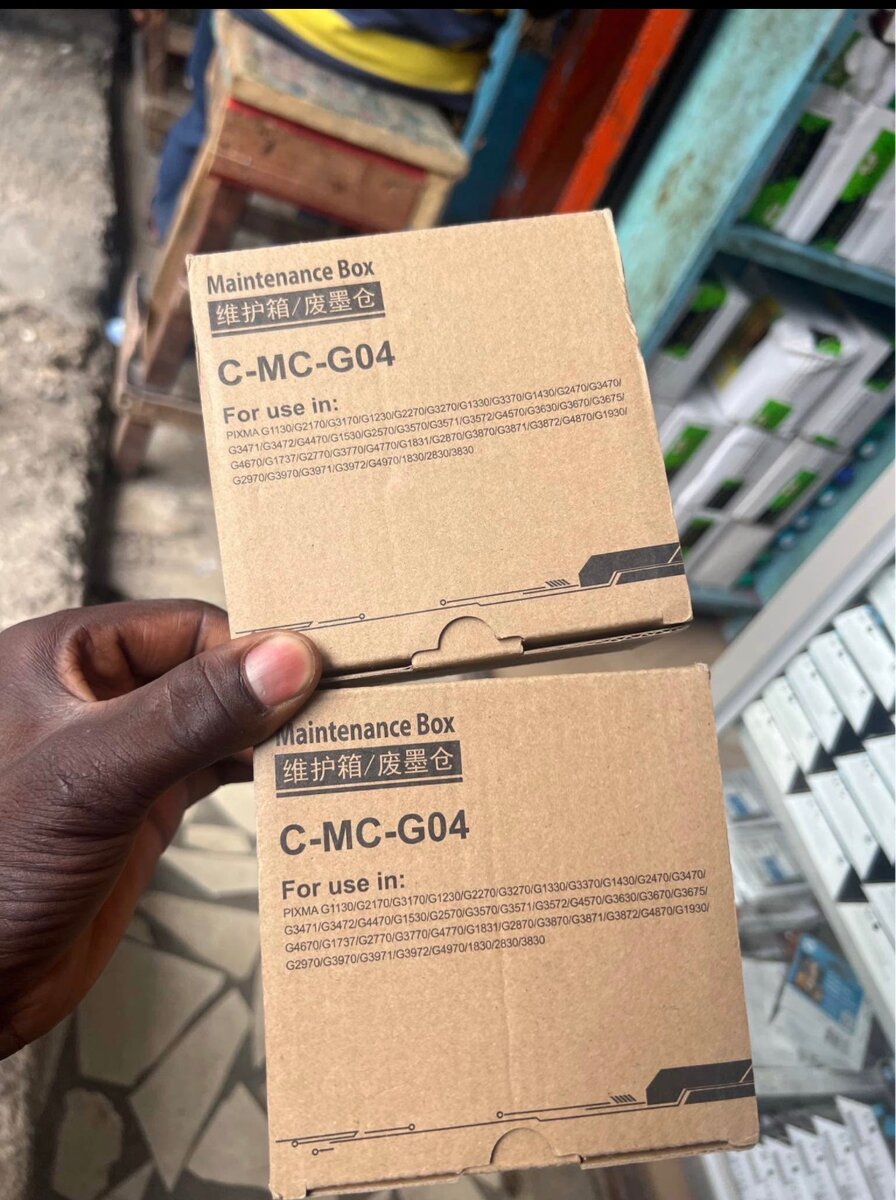 Maintenance Box
维护箱/废墨仓
C-MC-G04
For use in:
PIXMA G1130/G2170/G3170/G1230/G2270/G3270/G1330/G3370/G1430/G2470/G3470/
G3471/G3472/G4470/G1530/G2570/G3570/G3571/G3572/G4570/G3630/G3670/G3675/
G4670/G1737/G2770/G3770/G4770/G1831/G2870/G3870/G3871/G3872/G4870/G1930/
G2970/G3970/G3971/G3972/G4970/1830/2830/3830
Maintenance Box
维护箱/废墨仓
C-MC-G04
For use in:
PIXMA G1130/G2170/G3170/G1230/G2270/G3270/G1330/G3370/G1430/G2470/G3470/
G3471/G3472/G4470/G1530/G2570/G3570/G3571/G3572/G4570/G3630/G3670/G3675/
G4670/G1737/G2770/G3770/G4770/G1831/G2870/G3870/G3871/G3872/G4870/G1930/
G2970/G3970/G3971/G3972/G4970/1830/2830/3830